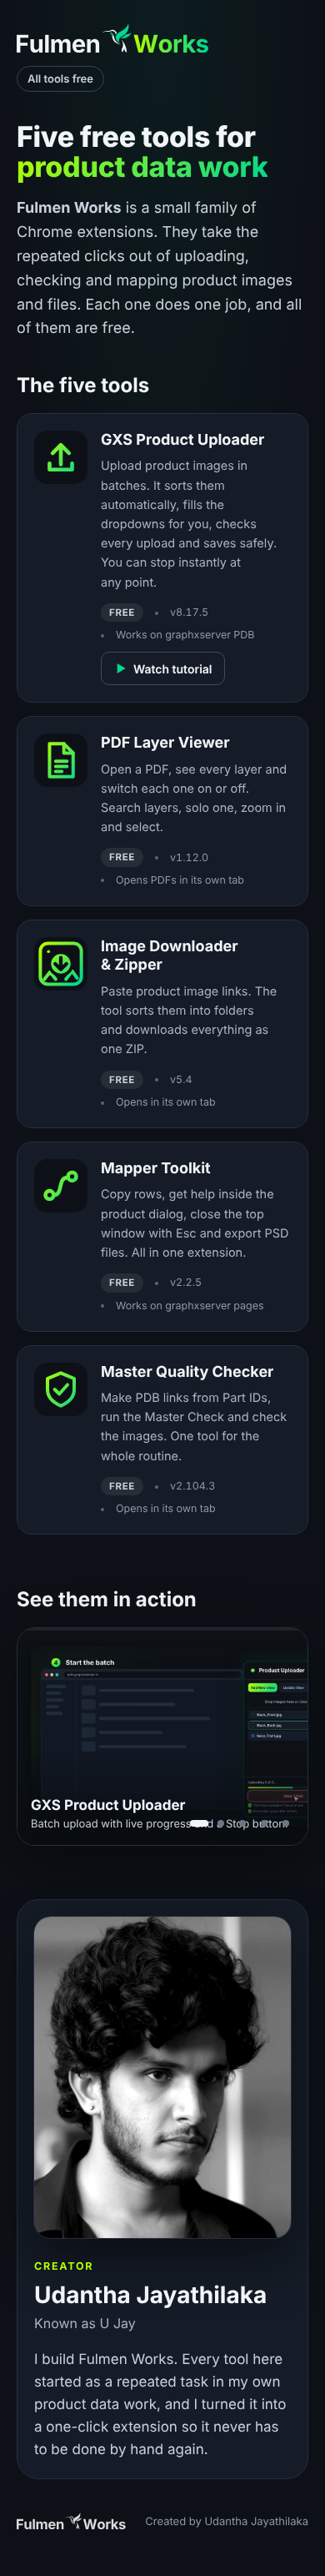 Fulmen Works
All tools free
Five free tools for
product data work
Fulmen Works is a small family of
Chrome extensions. They take the
repeated clicks out of uploading,
checking and mapping product images
and files. Each one does one job, and all
of them are free.
The five tools
GXS Product Uploader
Upload product images in
batches. It sorts them
automatically, fills the
dropdowns for you, checks
every upload and saves safely.
You can stop instantly at
any point.
FREE • v8.17.5
• Works on graphxserver PDB
Watch tutorial
PDF Layer Viewer
Open a PDF, see every layer and
switch each one on or off.
Search layers, solo one, zoom in
and select.
FREE • v1.12.0
• Opens PDFs in its own tab
Image Downloader
& Zipper
Paste product image links. The
tool sorts them into folders
and downloads everything as
one ZIP.
FREE • v5.4
• Opens in its own tab
Mapper Toolkit
Copy rows, get help inside the
product dialog, close the top
window with Esc and export PSD
files. All in one extension.
FREE • v2.2.5
• Works on graphxserver pages
Master Quality Checker
Make PDB links from Part IDs,
run the Master Check and check
the images. One tool for the
whole routine.
FREE • v2.104.3
• Opens in its own tab
See them in action
4 Start the batch
Product Uploader
GXS Product Uploader
Batch upload with live progress and a Stop button
CREATOR
Udantha Jayathilaka
Known as U Jay
I build Fulmen Works. Every tool here
started as a repeated task in my own
product data work, and I turned it into
a one-click extension so it never has
to be done by hand again.
Fulmen Works
Created by Udantha Jayathilaka